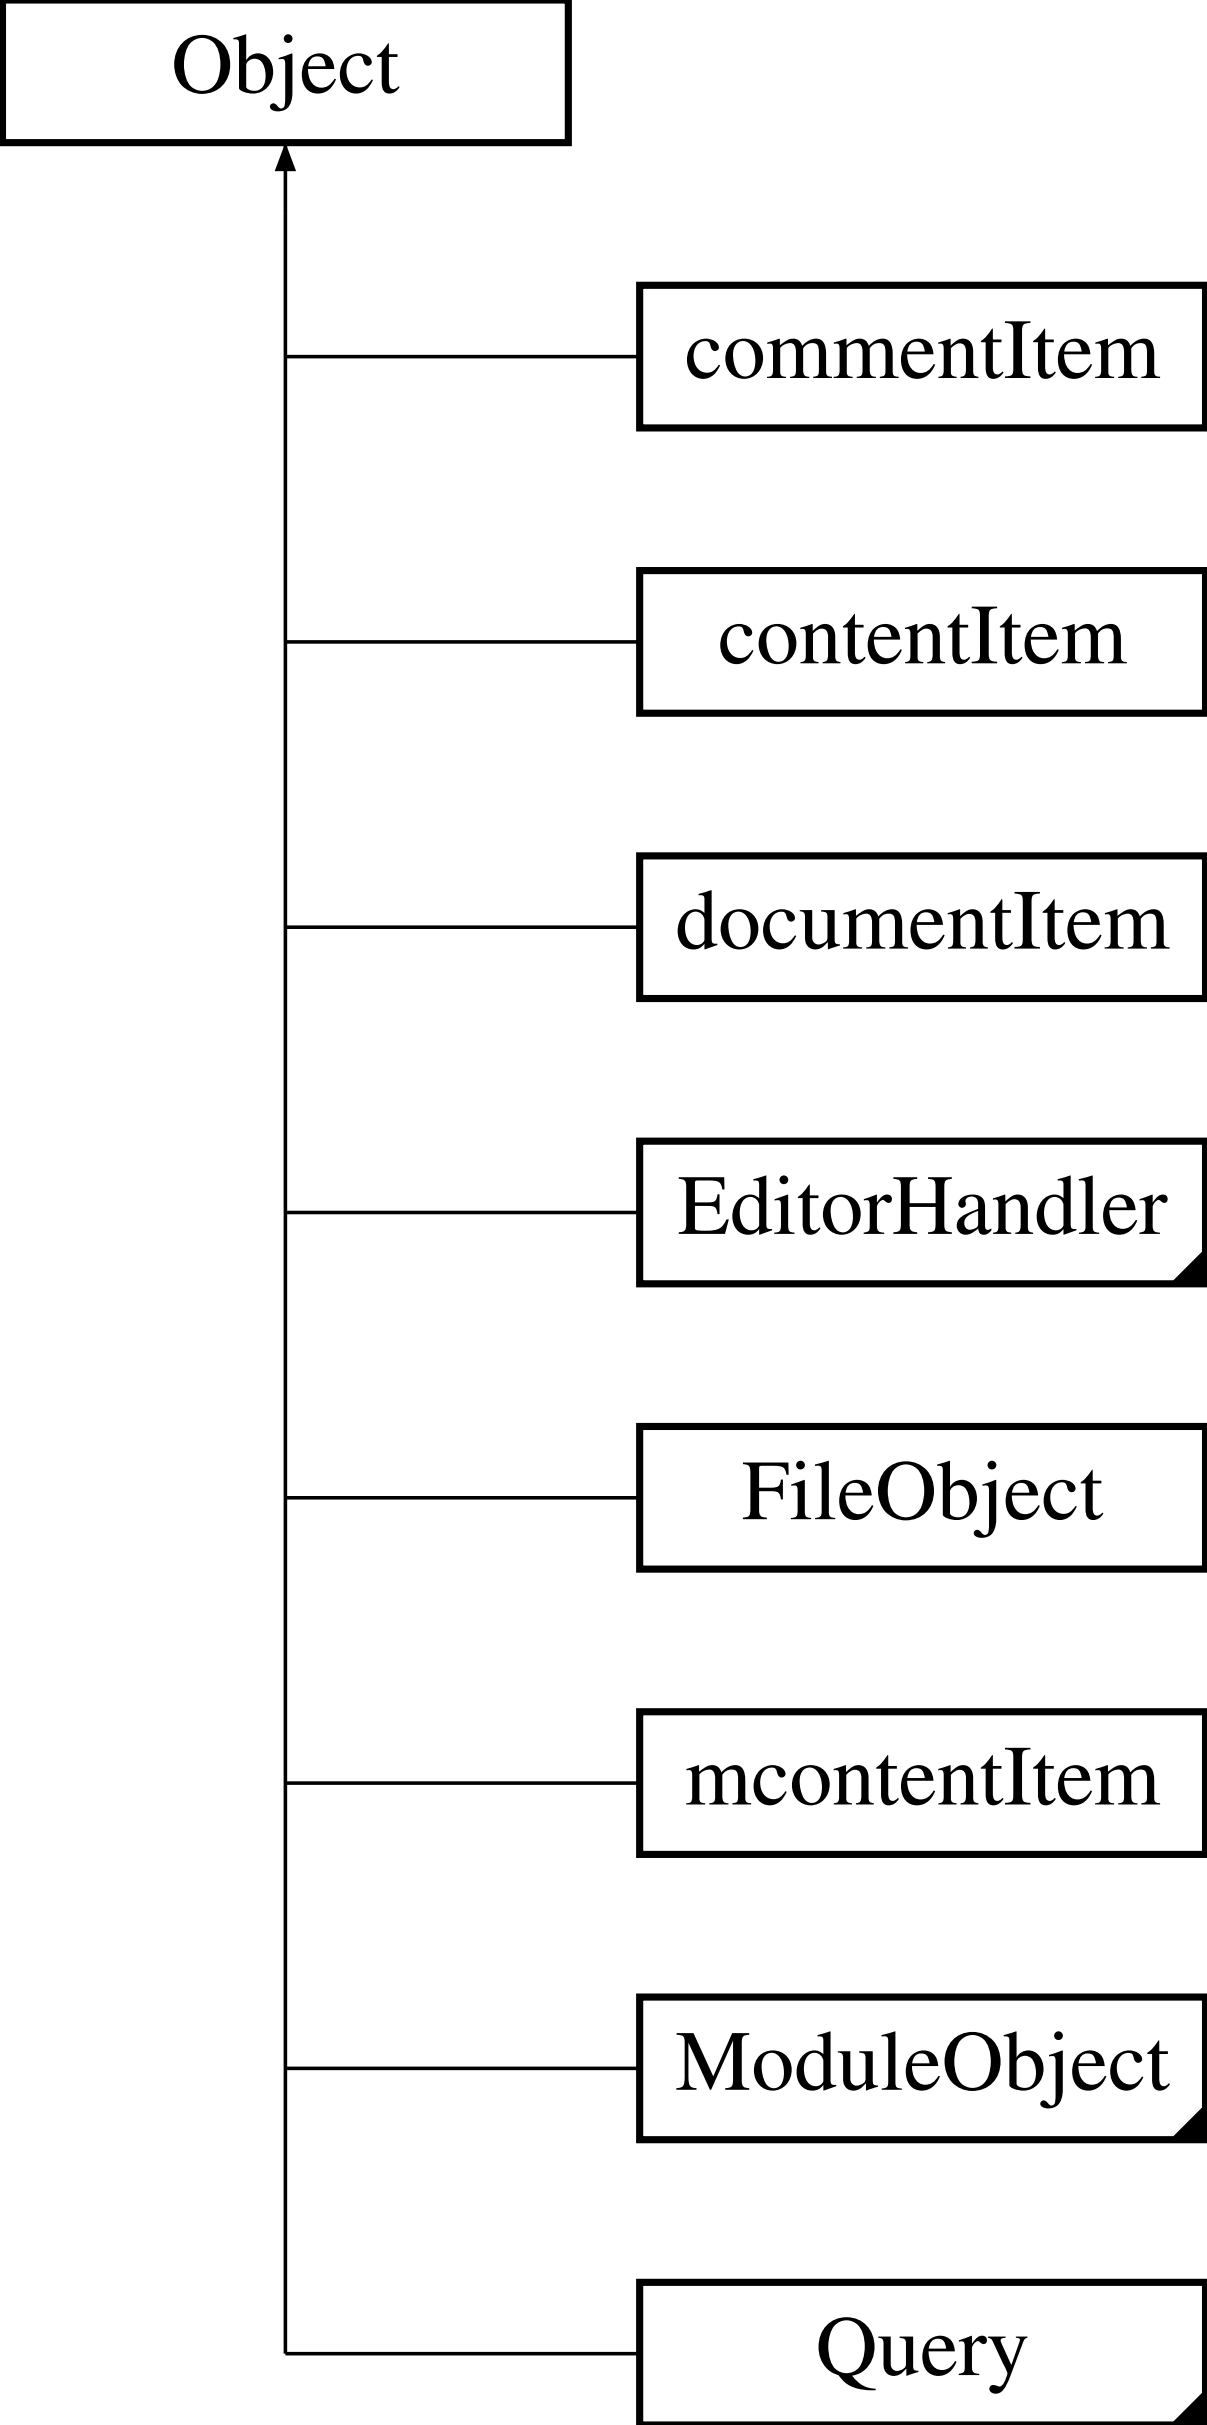 Object
commentItem
contentItem
documentItem
EditorHandler
FileObject
mcontentItem
ModuleObject
Query